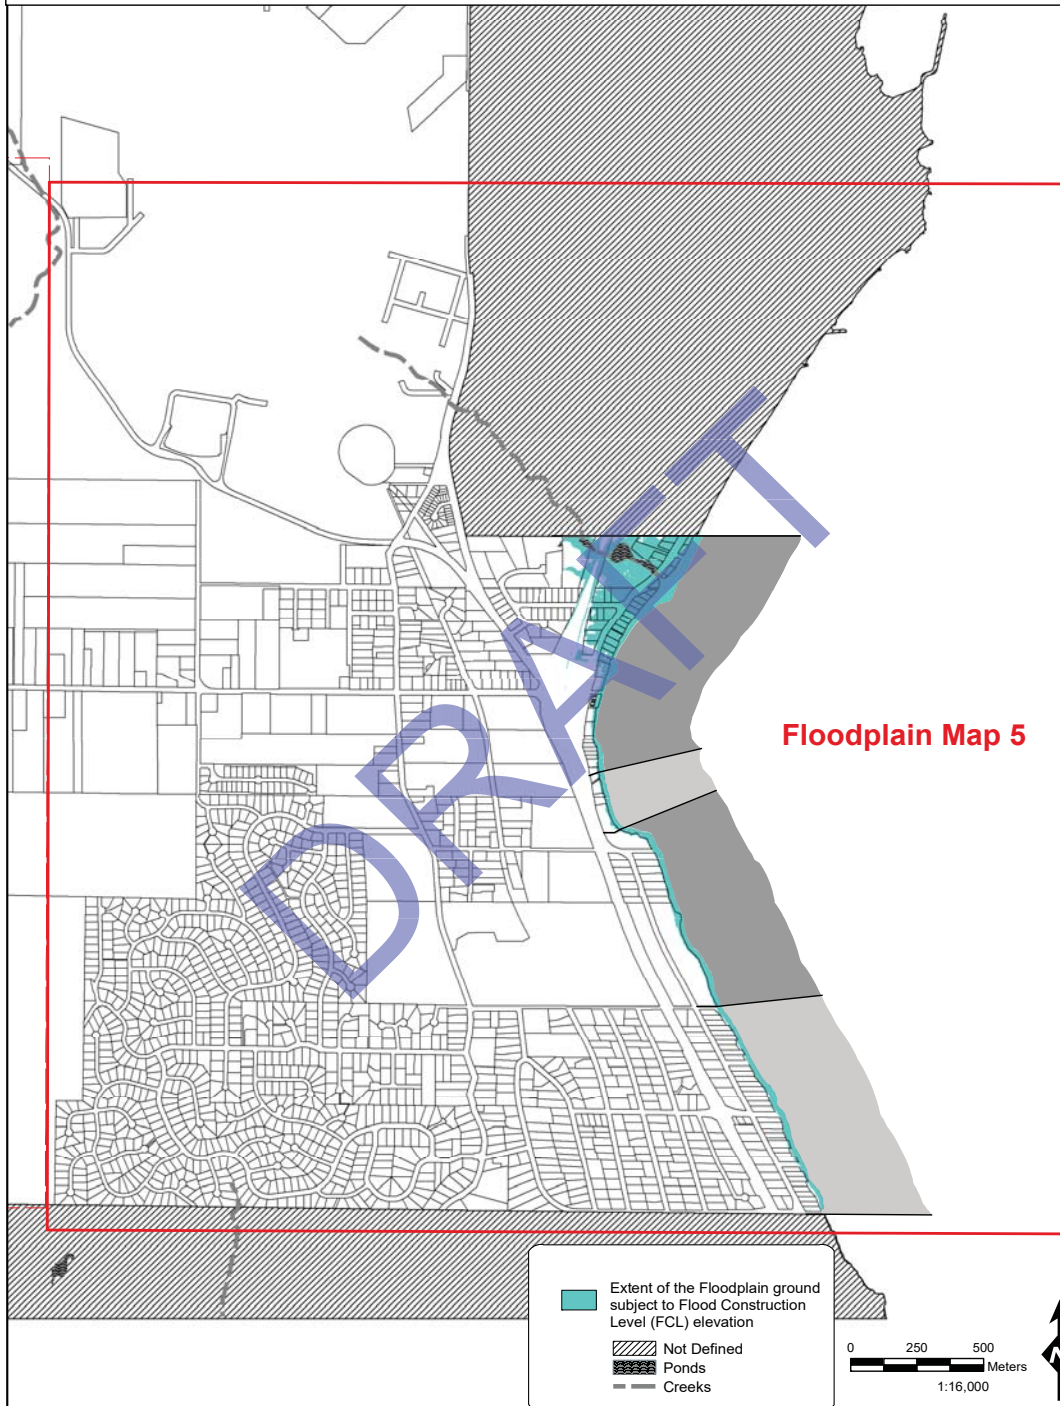 DRAFT
Floodplain Map 5
Extent of the Floodplain ground
subject to Flood Construction
Level (FCL) elevation
Not Defined
Ponds
Creeks
0 250 500
Meters
1:16,000
N